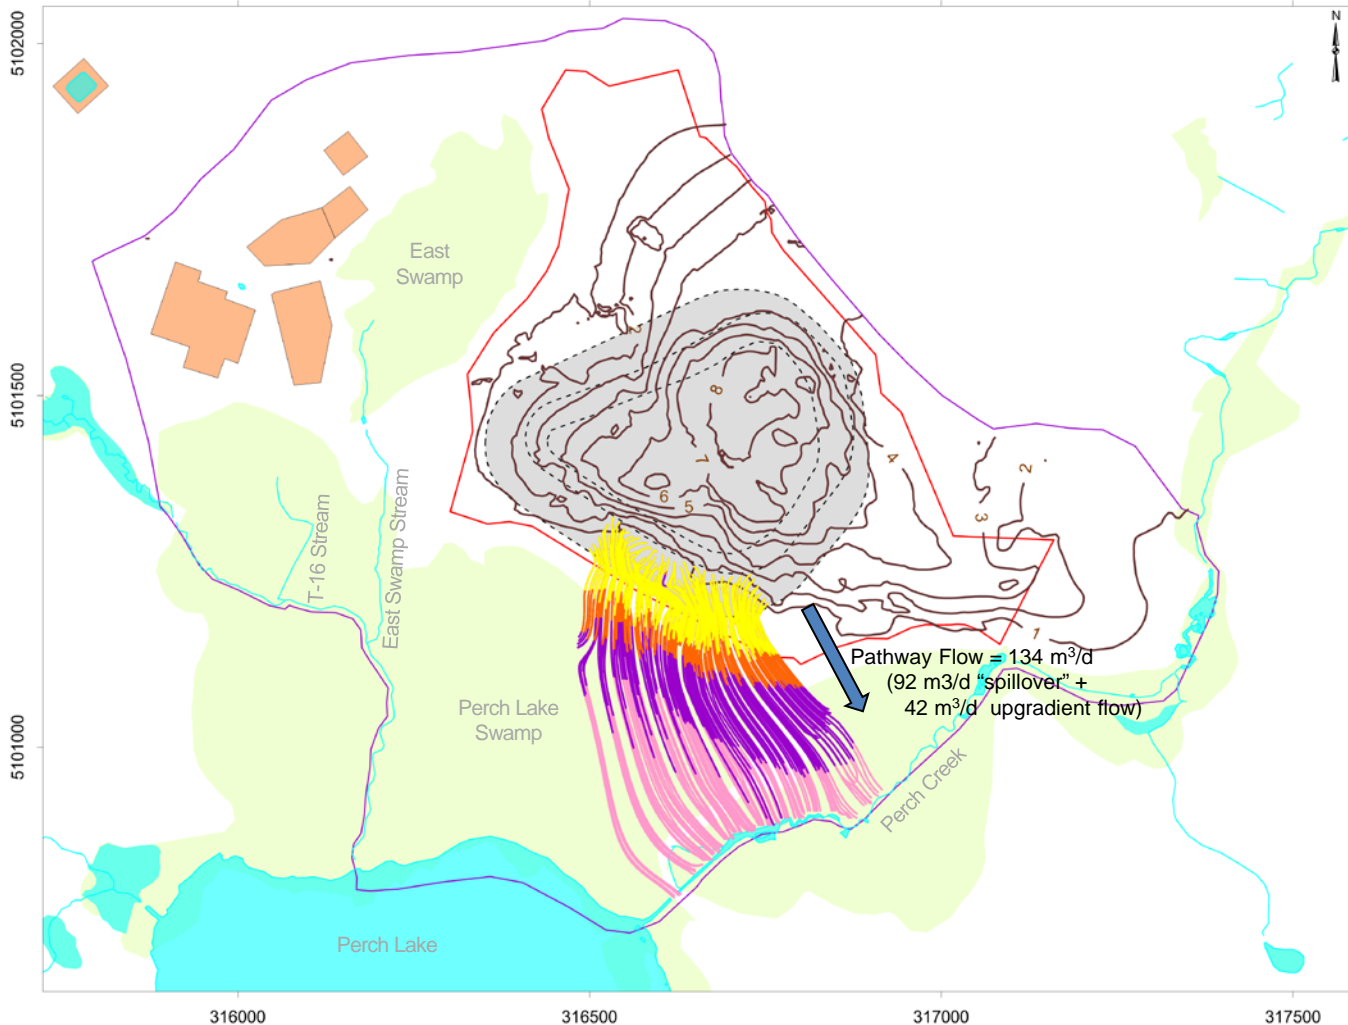 N
5102000
5101500
5101000
East
Swamp
2
8
7
6
5
4
2
3
1
T-16 Stream
East Swamp Stream
Pathway Flow = 134 m³/d
(92 m3/d “spillover” +
42 m³/d upgradient flow)
Perch Lake
Swamp
Perch Creek
Perch Lake
316000
316500
317000
317500